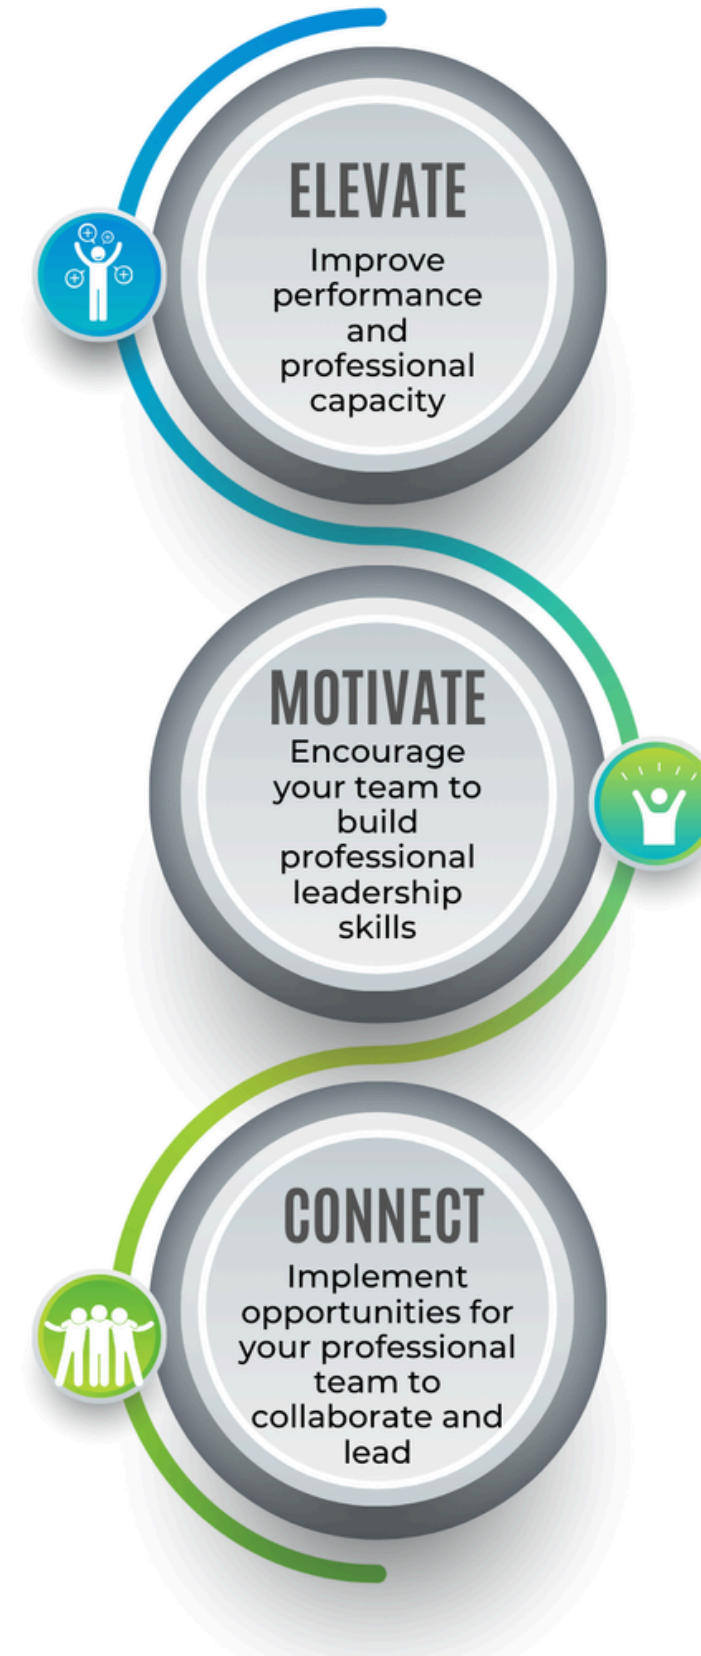 ELEVATE
Improve
performance
and
professional
capacity
MOTIVATE
Encourage
your team to
build
professional
leadership
skills
CONNECT
Implement
opportunities for
your professional
team to
collaborate and
lead